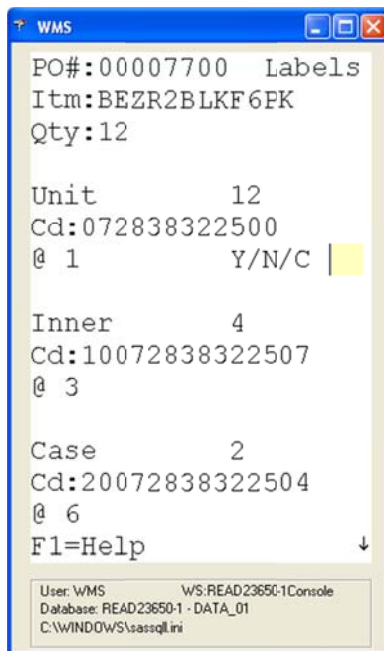 WMS
PO#:00007700 Labels
Itm:BEZR2BLKF6PK
Qty:12
Unit 12
Cd:072838322500
@ 1 Y/N/C
Inner 4
Cd:10072838322507
@ 3
Case 2
Cd:20072838322504
@ 6
F1=Help ↓
User: WMS WS:READ23650-1Console
Database: READ23650-1 - DATA_01
C:\WINDOWS\sassqll.ini